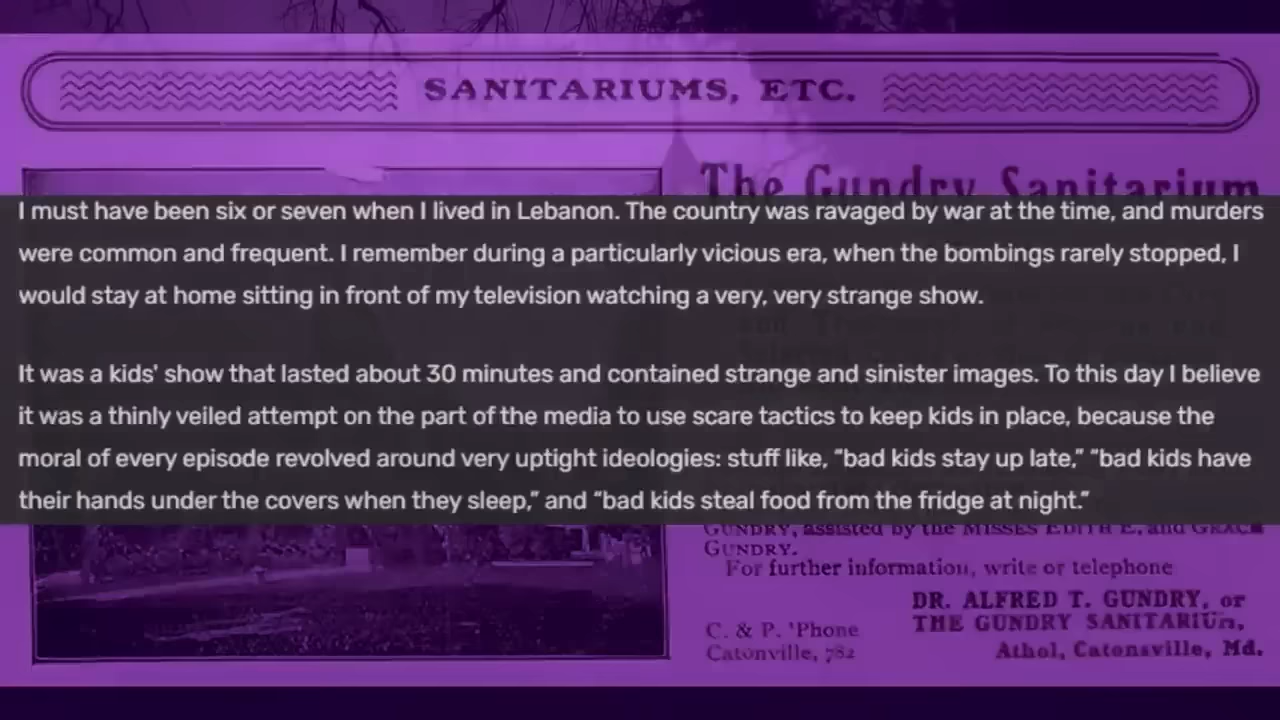 SANITARIUMS, ETC.
The Gundry Sanitarium
I must have been six or seven when I lived in Lebanon. The country was ravaged by war at the time, and murders
were common and frequent. I remember during a particularly vicious era, when the bombings rarely stopped, I
would stay at home sitting in front of my television watching a very, very strange show.
It was a kids' show that lasted about 30 minutes and contained strange and sinister images. To this day I believe
it was a thinly veiled attempt on the part of the media to use scare tactics to keep kids in place, because the
moral of every episode revolved around very uptight ideologies: stuff like, “bad kids stay up late,” “bad kids have
their hands under the covers when they sleep,” and “bad kids steal food from the fridge at night.”
GUNDRY, assisted by the MISSES EDITH E. and GRACE
GUNDRY.
For further information, write or telephone
DR. ALFRED T. GUNDRY, or
THE GUNDRY SANITARIUM,
C. & P. 'Phone
Catonville, 782
Athol, Catonsville, Md.